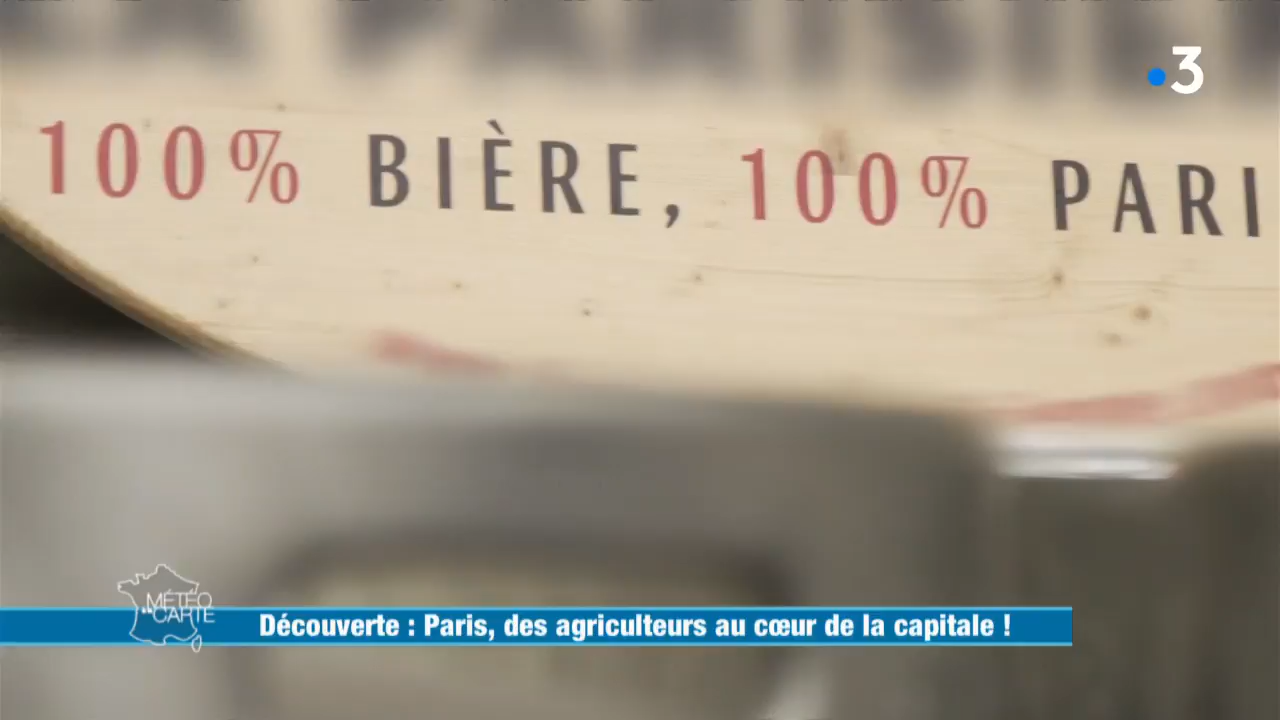 3
100% BIÈRE, 100% PARI
MÉTÉO
CARTE
Découverte : Paris, des agriculteurs au cœur de la capitale !